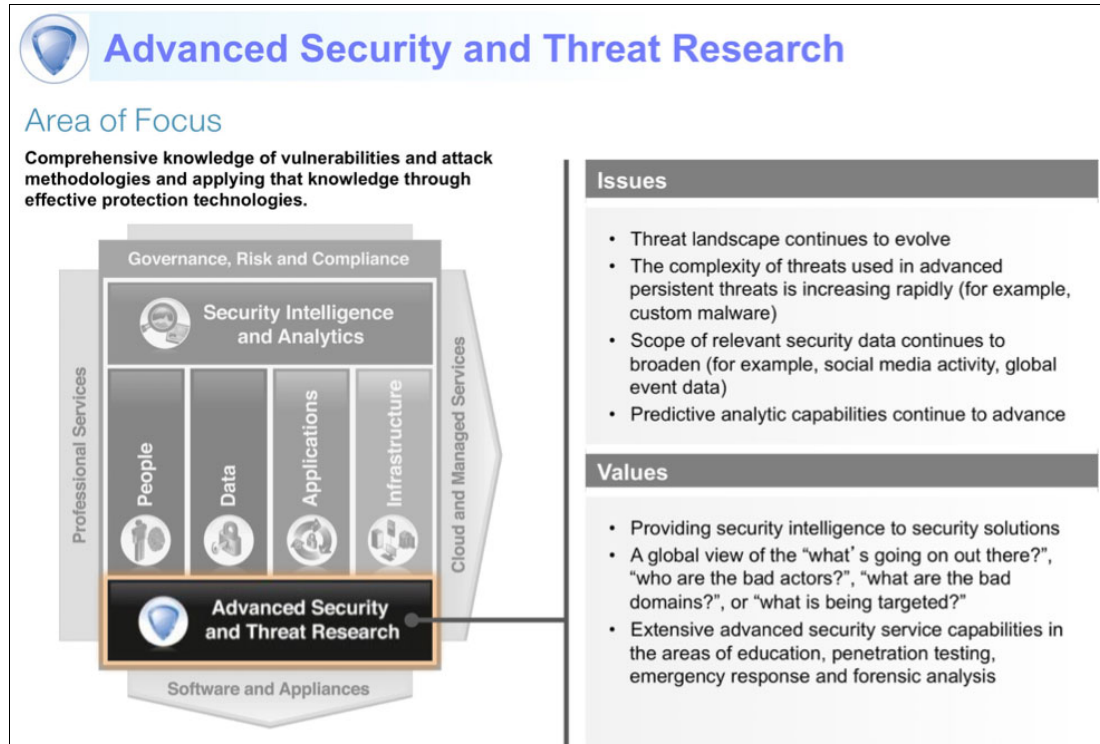 Advanced Security and Threat Research
Area of Focus
Comprehensive knowledge of vulnerabilities and attack
methodologies and applying that knowledge through
effective protection technologies.
Governance, Risk and Compliance
Security Intelligence
and Analytics
Professional Services
People
Data
Applications
Infrastructure
Cloud and Managed Services
Advanced Security
and Threat Research
Software and Appliances
Issues
• Threat landscape continues to evolve
• The complexity of threats used in advanced
persistent threats is increasing rapidly (for example,
custom malware)
• Scope of relevant security data continues to
broaden (for example, social media activity, global
event data)
• Predictive analytic capabilities continue to advance
Values
• Providing security intelligence to security solutions
• A global view of the “what’ s going on out there?”,
“who are the bad actors?”, “what are the bad
domains?”, or “what is being targeted?”
• Extensive advanced security service capabilities in
the areas of education, penetration testing,
emergency response and forensic analysis